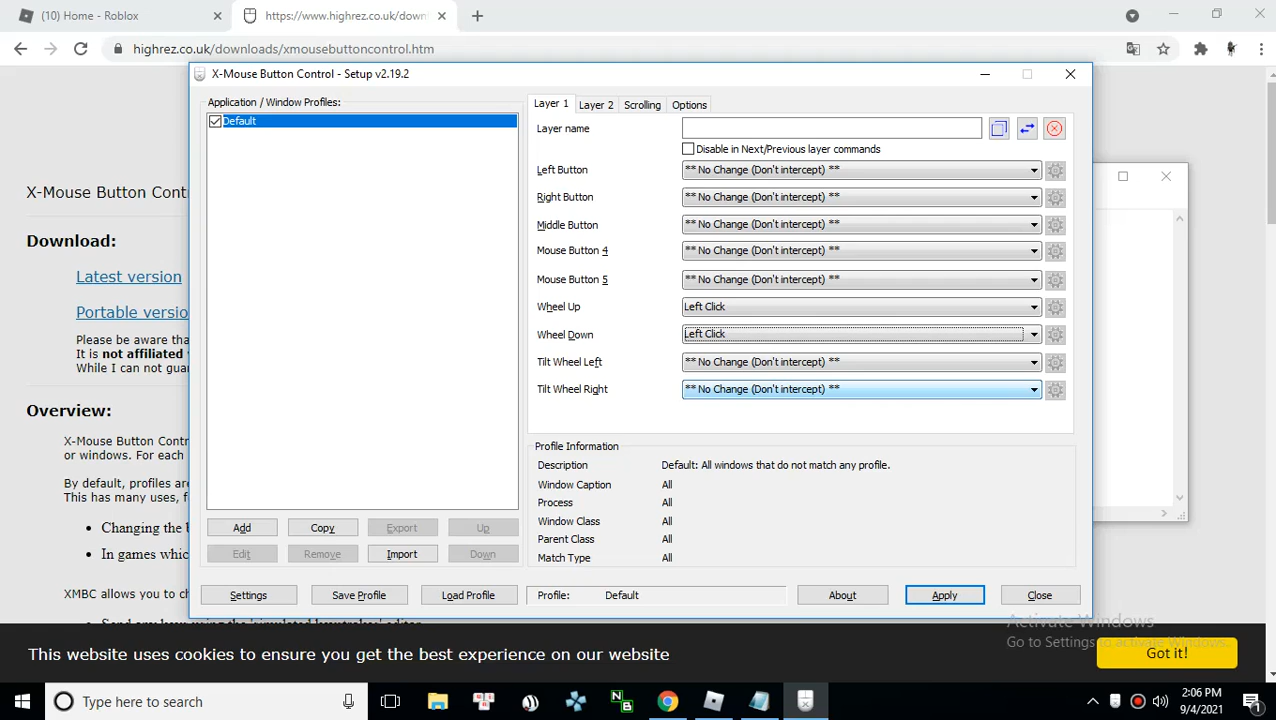 (10) Home - Roblox
https://www.highrez.co.uk/down
highrez.co.uk/downloads/xmousebuttoncontrol.htm
X-Mouse Button Control - Setup v2.19.2
Application / Window Profiles:
Default
Layer 1
Layer 2
Scrolling
Options
Layer name
Disable in Next/Previous layer commands
Left Button
** No Change (Don't intercept) **
Right Button
** No Change (Don't intercept) **
Middle Button
** No Change (Don't intercept) **
Mouse Button 4
** No Change (Don't intercept) **
Mouse Button 5
** No Change (Don't intercept) **
Wheel Up
Left Click
Wheel Down
Left Click
Tilt Wheel Left
** No Change (Don't intercept) **
Tilt Wheel Right
** No Change (Don't intercept) **
Profile Information
Description
Default: All windows that do not match any profile.
Window Caption
All
Process
All
Window Class
All
Parent Class
All
Match Type
All
Add
Copy
Export
Up
Edit
Remove
Import
Down
Settings
Save Profile
Load Profile
Profile:
Default
About
Apply
Close
X-Mouse Button Cont
Download:
Latest version
Portable versio
Please be aware tha
It is not affiliated
While I can not guar
Overview:
X-Mouse Button Contr
or windows. For each
By default, profiles are
This has many uses, f
Changing the b
In games whic
XMBC allows you to ch
Activate Windows
Go to Settings to activate Windows.
This website uses cookies to ensure you get the best experience on our website
Got it!
Type here to search
2:06 PM
9/4/2021
1